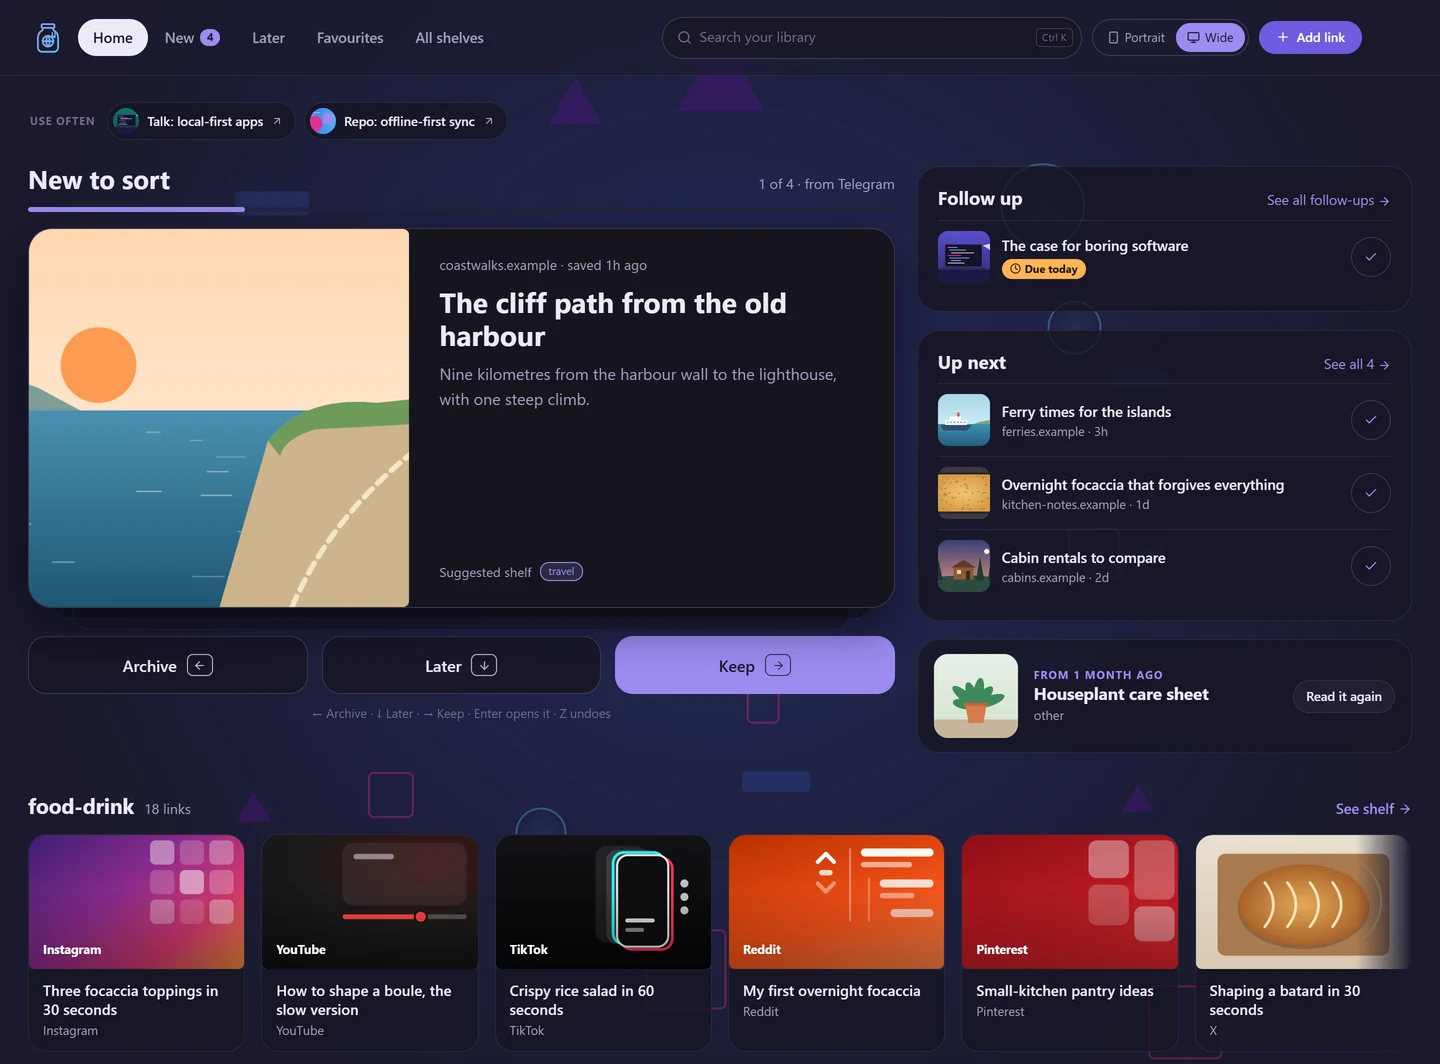 Home
New 4
Later
Favourites
All shelves
Search your library
Ctrl K
Portrait
Wide
+ Add link
USE OFTEN
Talk: local-first apps ↗
Repo: offline-first sync ↗
New to sort
1 of 4 · from Telegram
coastwalks.example · saved 1h ago
The cliff path from the old
harbour
Nine kilometres from the harbour wall to the lighthouse,
with one steep climb.
Suggested shelf travel
Archive ←
Later ↓
Keep →
← Archive · ↓ Later · → Keep · Enter opens it · Z undoes
Follow up
See all follow-ups →
The case for boring software
Due today
Up next
See all 4 →
Ferry times for the islands
ferries.example · 3h
Overnight focaccia that forgives everything
kitchen-notes.example · 1d
Cabin rentals to compare
cabins.example · 2d
FROM 1 MONTH AGO
Houseplant care sheet
other
Read it again
food-drink 18 links
See shelf →
Instagram
Three focaccia toppings in
30 seconds
Instagram
YouTube
How to shape a boule, the
slow version
YouTube
TikTok
Crispy rice salad in 60
seconds
TikTok
Reddit
My first overnight focaccia
Reddit
Pinterest
Small-kitchen pantry ideas
Pinterest
Shaping a batard in 30
seconds
X